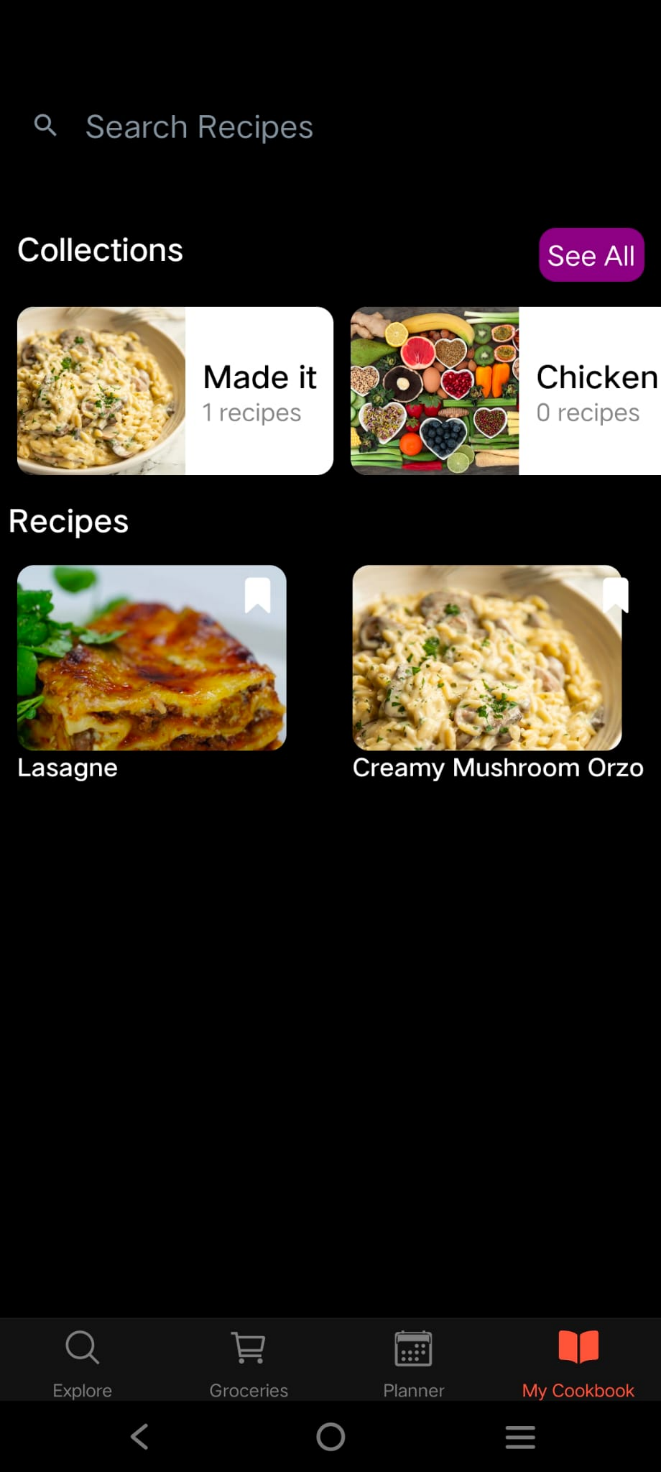 Search Recipes
Collections
See All
Made it
1 recipes
Chicken
0 recipes
Recipes
Lasagne
Creamy Mushroom Orzo
Explore
Groceries
Planner
My Cookbook